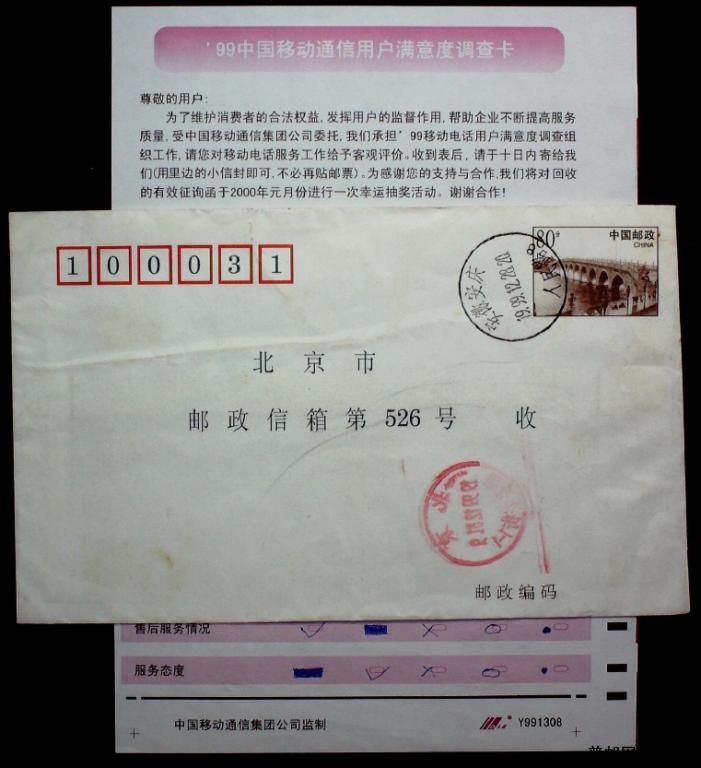 '99中国移动通信用户满意度调查卡
尊敬的用户:
为了维护消费者的合法权益,发挥用户的监督作用,帮助企业不断提高服务
质量,受中国移动通信集团公司委托,我们承担'99移动电话用户满意度调查组
织工作,请您对移动电话服务工作给予客观评价。收到表后,请于十日内寄给我
们(用里边的小信封即可,不必再贴邮票)。为感谢您的支持与合作,我们将对回收
的有效征询函于2000年元月份进行一次幸运抽奖活动。谢谢合作!
100031
80分 中国邮政
CHINA
安徽安庆
北京市
邮政信箱第526号 收
邮政编码
售后服务情况
服务态度
中国移动通信集团公司监制
Y991308